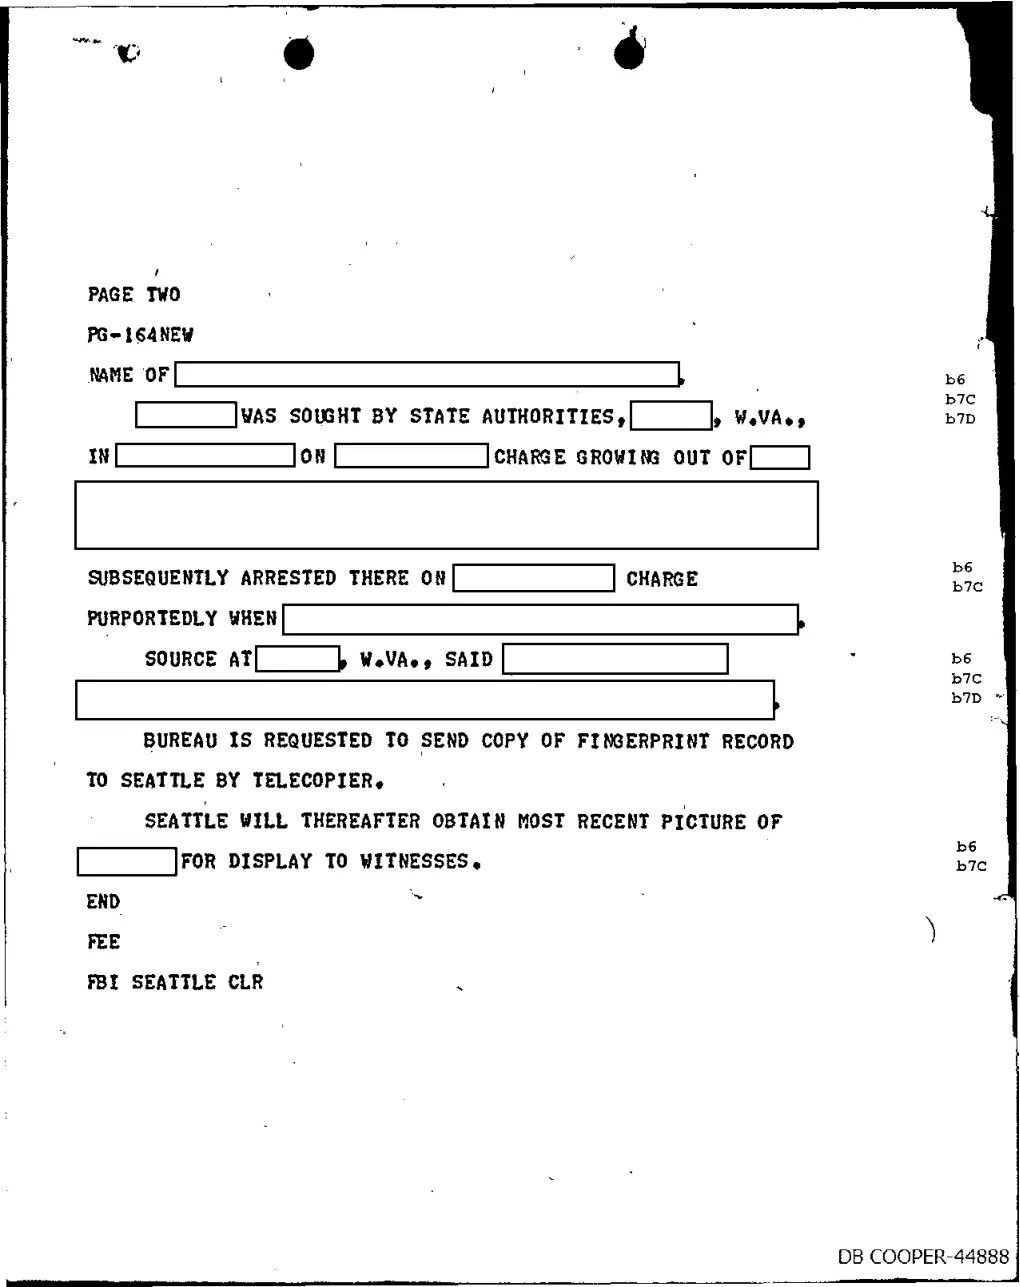 PAGE TWO
PG-164NEW
NAME OF .
b6
b7C
WAS SOUGHT BY STATE AUTHORITIES, , W.VA.,
b7D
IN ON CHARGE GROWING OUT OF
SUBSEQUENTLY ARRESTED THERE ON CHARGE
b6
b7C
PURPORTEDLY WHEN .
SOURCE AT , W.VA., SAID
b6
b7C
b7D
.
BUREAU IS REQUESTED TO SEND COPY OF FINGERPRINT RECORD
TO SEATTLE BY TELECOPIER.
SEATTLE WILL THEREAFTER OBTAIN MOST RECENT PICTURE OF
FOR DISPLAY TO WITNESSES.
b6
b7C
END
FEE
FBI SEATTLE CLR
DB COOPER-44888